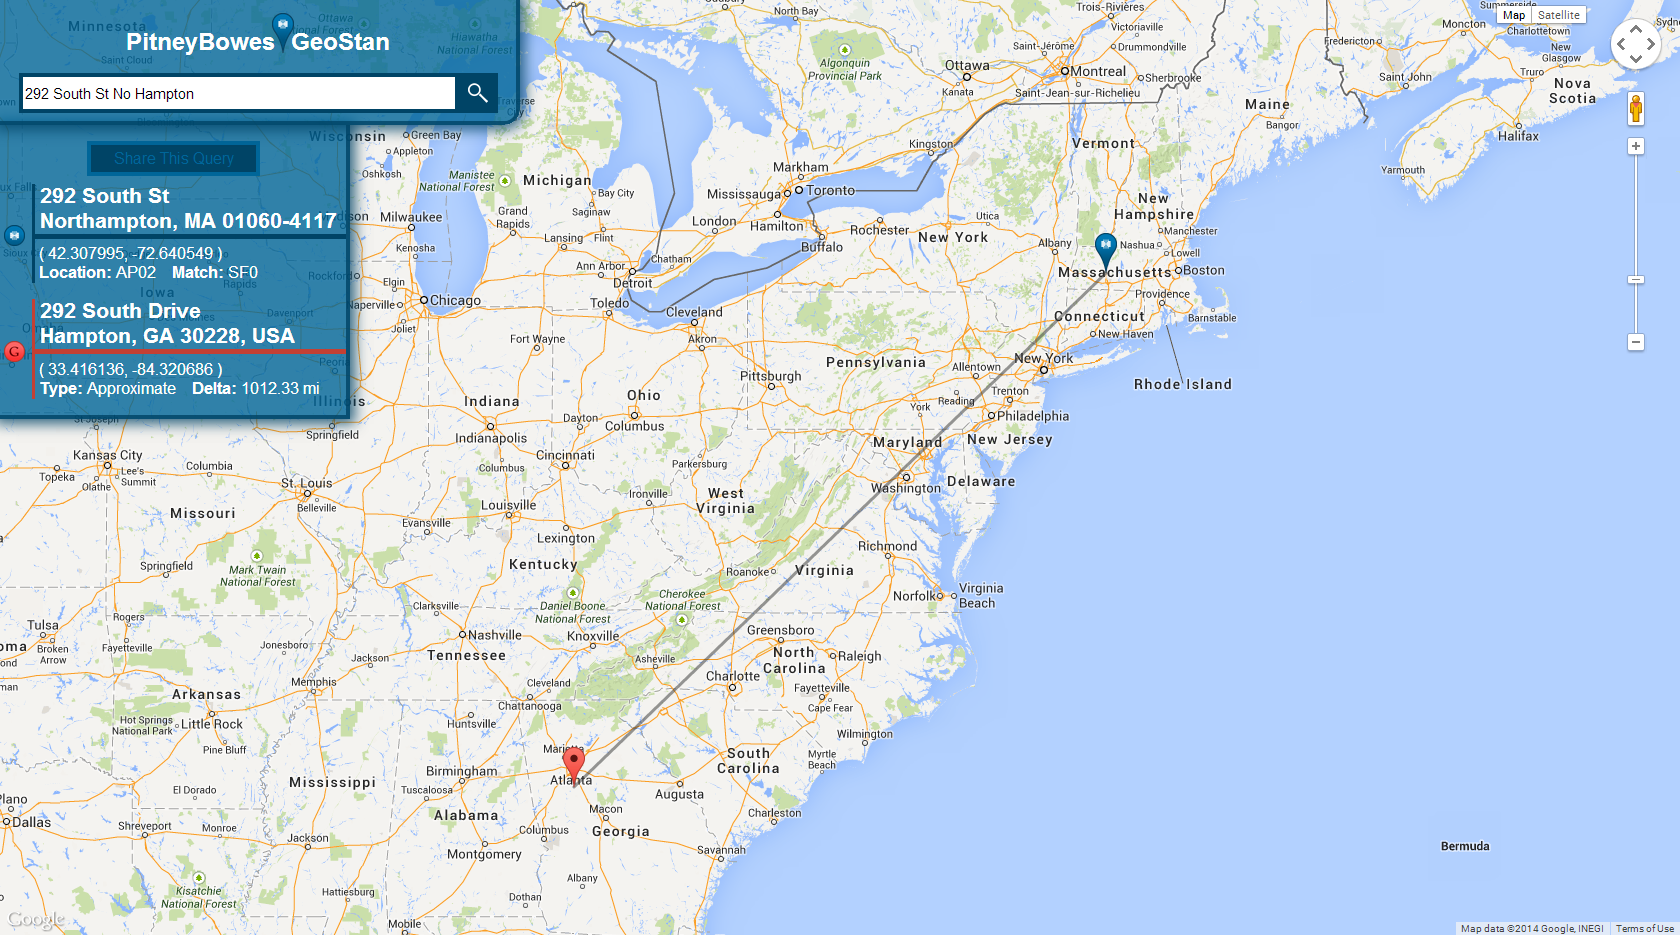 PitneyBowes GeoStan
292 South St No Hampton
Share This Query
292 South St
Northampton, MA 01060-4117
( 42.307995, -72.640549 )
Location: AP02 Match: SF0
292 South Drive
Hampton, GA 30228, USA
G
( 33.416136, -84.320686 )
Type: Approximate Delta: 1012.33 mi
Map Satellite
Minnesota
Saint Cloud
Ottawa National Forest
Hiawatha National Forest
Sudbury
North Bay
Algonquin Provincial Park
Ottawa
Kanata
Trois-Rivières
Victoriaville
Saint-Jérôme
Drummondville
Montreal
Sherbrooke
Saint-Jean-sur-Richelieu
Summerside
Charlottetown
Moncton
Fredericton
New Glasgow
Truro
Saint John
Nova Scotia
Halifax
Yarmouth
Maine
Bangor
Traverse City
Wisconsin
Green Bay
Appleton
Oshkosh
Manistee National Forest
Michigan
Bay City
Saginaw
Grand Rapids
Lansing
Flint
Milwaukee
Kenosha
Madison
Rockford
Elgin
Naperville
Chicago
Joliet
Ann Arbor
Detroit
Chatham
Toledo
Markham
Mississauga
Toronto
London
Hamilton
Kingston
Buffalo
Rochester
Utica
New York
Albany
Vermont
New Hampshire
Manchester
Nashua
Lowell
Massachusetts
Boston
Providence
Barnstable
Connecticut
New Haven
New York
Rhode Island
Sioux Falls
Iowa
Cedar Rapids
Davenport
Omaha
Peoria
Illinois
Springfield
St Joseph
Cleveland
Akron
Fort Wayne
Pennsylvania
Pittsburgh
Allentown
Reading
Trenton
York
Philadelphia
New Jersey
Maryland
Delaware
Washington
Indiana
Indianapolis
Columbus
Ohio
Dayton
Columbus
Cincinnati
Parkersburg
West Virginia
Ironville
Kansas City
Topeka
Lee's Summit
Olathe
Columbia
St. Louis
Belleville
Missouri
Evansville
Louisville
Lexington
Kentucky
Richmond
Roanoke
Virginia
Norfolk
Virginia Beach
Springfield
Mark Twain National Forest
Daniel Boone National Forest
Cherokee National Forest
Clarksville
Nashville
Tennessee
Knoxville
Asheville
Greensboro
North Carolina
Raleigh
Charlotte
Fayetteville
Cape Fear
Wilmington
Tulsa
Broken Arrow
Rogers
Fayetteville
Jonesboro
Jackson
Memphis
Arkansas
Hot Springs National Park
Little Rock
Pine Bluff
Cleveland
Chattanooga
Huntsville
Marietta
Atlanta
Birmingham
Tuscaloosa
Alabama
South Carolina
Myrtle Beach
Augusta
Charleston
Macon
Columbus
Georgia
Savannah
Mississippi
El Dorado
Plano
Dallas
Shreveport
Monroe
Jackson
Montgomery
Kisatchie National Forest
Hattiesburg
Albany
Dothan
Mobile
Bermuda
Google
Map data ©2014 Google, INEGI Terms of Use